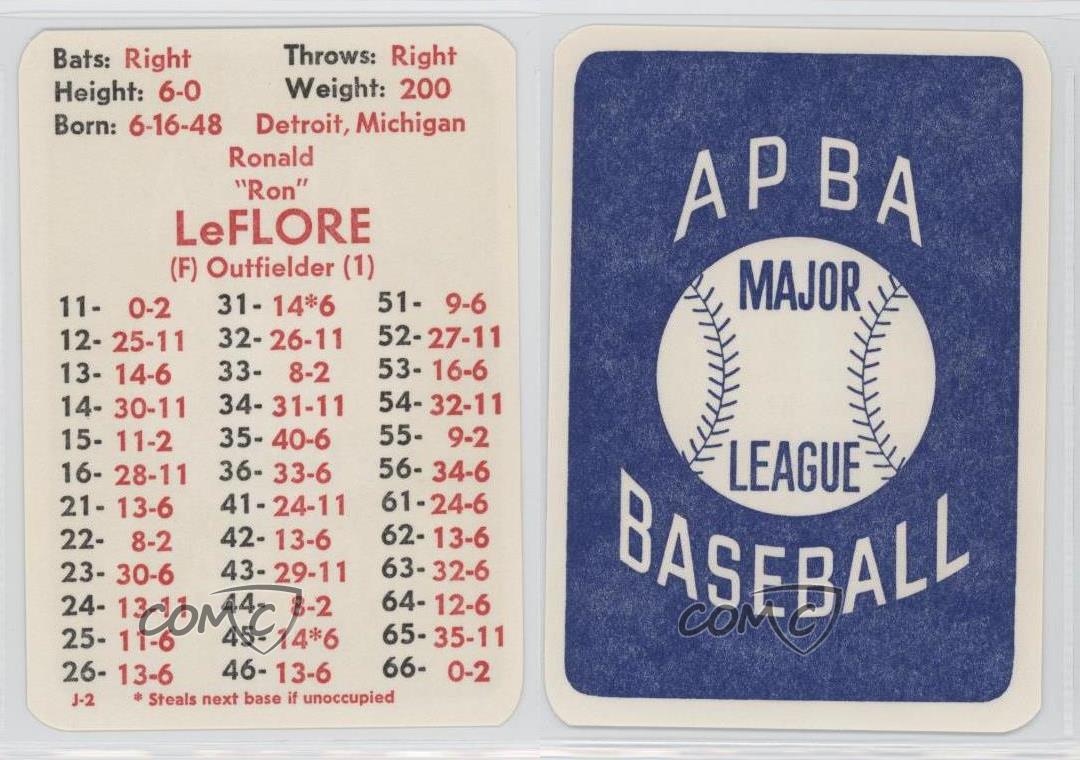 Bats: Right Throws: Right
Height: 6-0 Weight: 200
Born: 6-16-48 Detroit, Michigan
Ronald
"Ron"
LeFLORE
(F) Outfielder (1)
11- 0-2 31- 14*6 51- 9-6
12- 25-11 32- 26-11 52- 27-11
13- 14-6 33- 8-2 53- 16-6
14- 30-11 34- 31-11 54- 32-11
15- 11-2 35- 40-6 55- 9-2
16- 28-11 36- 33-6 56- 34-6
21- 13-6 41- 24-11 61- 24-6
22- 8-2 42- 13-6 62- 13-6
23- 30-6 43- 29-11 63- 32-6
24- 13-11 44- 8-2 64- 12-6
25- 11-6 45- 14*6 65- 35-11
26- 13-6 46- 13-6 66- 0-2
J-2 * Steals next base if unoccupied
COMC
APBA
MAJOR
LEAGUE
BASEBALL
COMC